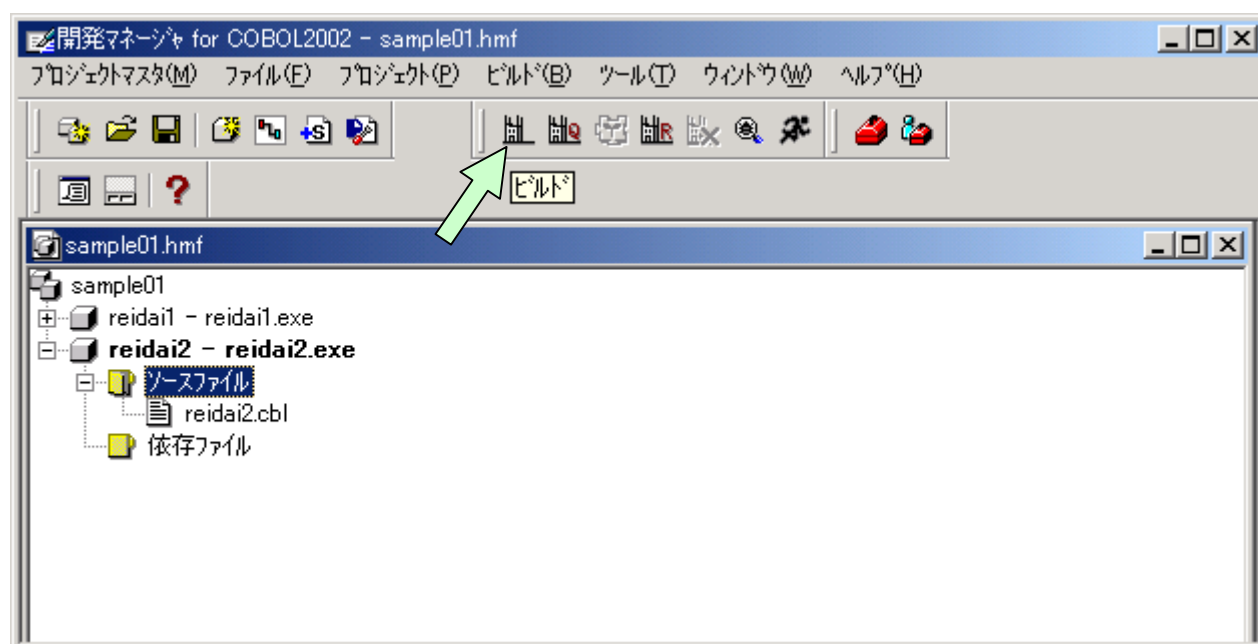 開発ﾏﾈｰｼﾞｬ for COBOL2002 - sample01.hmf
ﾌﾟﾛｼﾞｪｸﾄﾏｽﾀ(M) ﾌｧｲﾙ(F) ﾌﾟﾛｼﾞｪｸﾄ(P) ﾋﾞﾙﾄﾞ(B) ﾂｰﾙ(T) ｳｨﾝﾄﾞｳ(W) ﾍﾙﾌﾟ(H)
ﾋﾞﾙﾄﾞ
sample01.hmf
sample01
reidai1 - reidai1.exe
reidai2 - reidai2.exe
ｿｰｽﾌｧｲﾙ
reidai2.cbl
依存ﾌｧｲﾙ